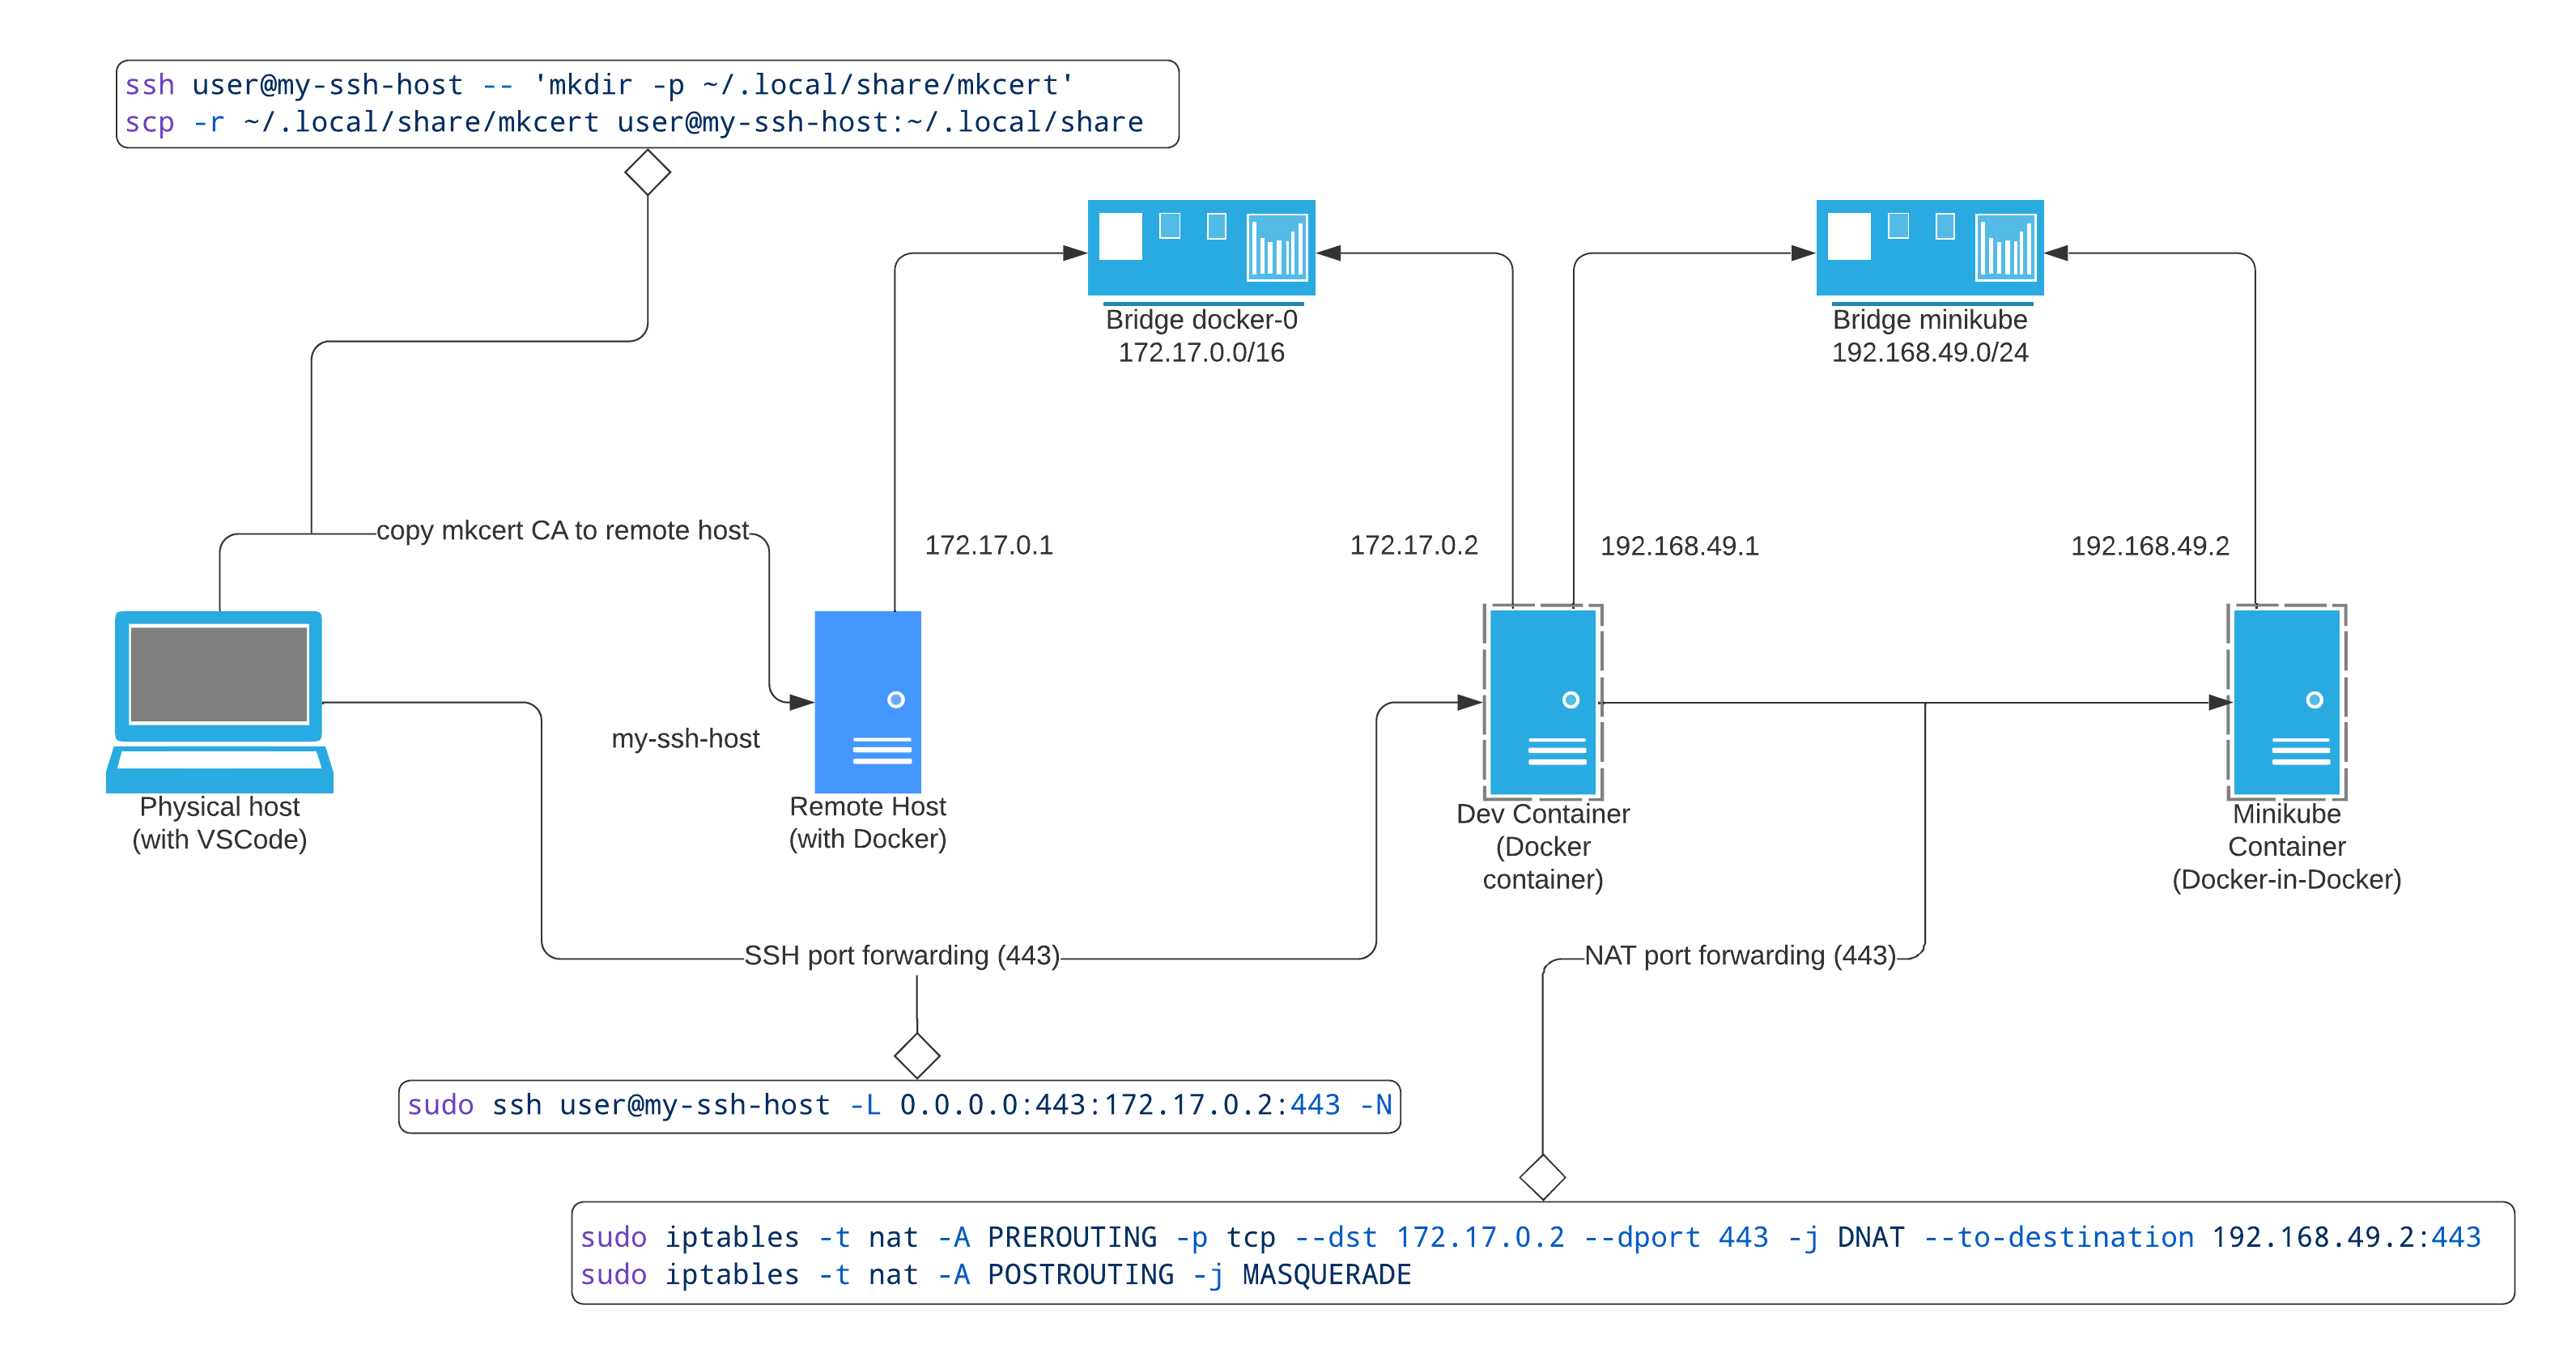 ssh user@my-ssh-host -- 'mkdir -p ~/.local/share/mkcert'
scp -r ~/.local/share/mkcert user@my-ssh-host:~/.local/share
Bridge docker-0
172.17.0.0/16
Bridge minikube
192.168.49.0/24
copy mkcert CA to remote host
172.17.0.1
172.17.0.2
192.168.49.1
192.168.49.2
my-ssh-host
Physical host
(with VSCode)
Remote Host
(with Docker)
Dev Container
(Docker
container)
Minikube
Container
(Docker-in-Docker)
SSH port forwarding (443)
NAT port forwarding (443)
sudo ssh user@my-ssh-host -L 0.0.0.0:443:172.17.0.2:443 -N
sudo iptables -t nat -A PREROUTING -p tcp --dst 172.17.0.2 --dport 443 -j DNAT --to-destination 192.168.49.2:443
sudo iptables -t nat -A POSTROUTING -j MASQUERADE